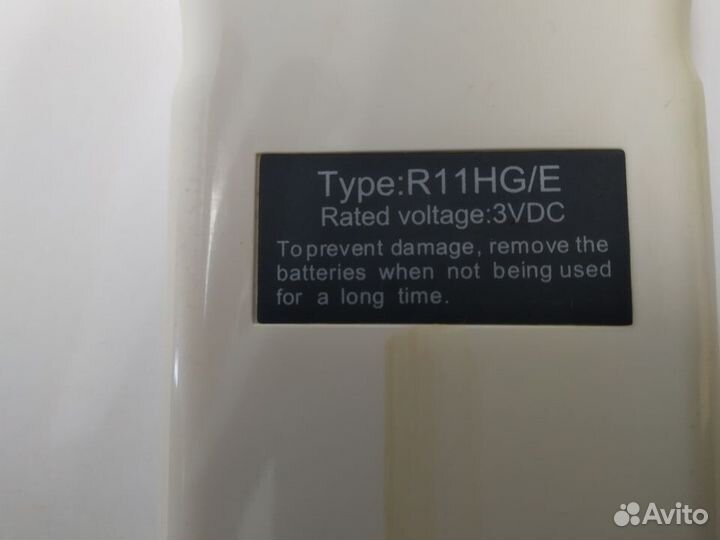 Type:R11HG/E
Rated voltage:3VDC
To prevent damage, remove the
batteries when not being used
for a long time.
Avito